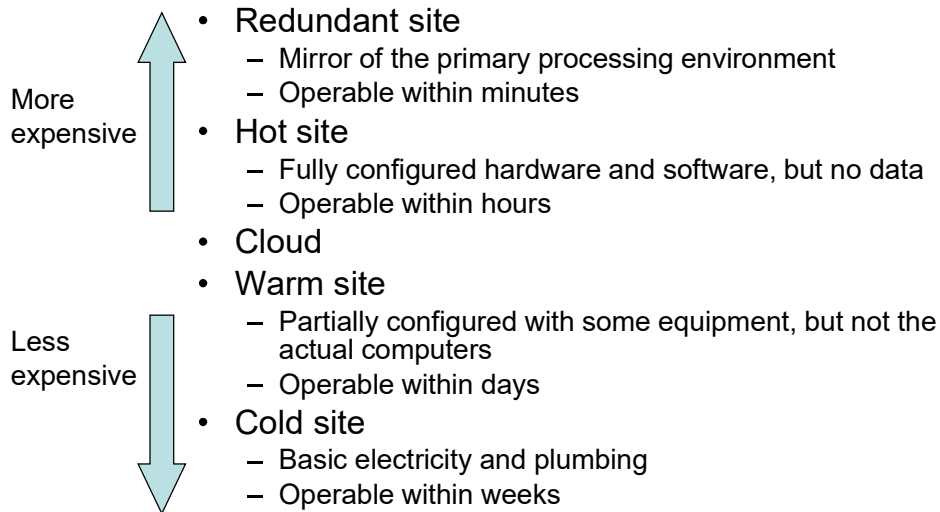 • Redundant site
– Mirror of the primary processing environment
– Operable within minutes
More
expensive
• Hot site
– Fully configured hardware and software, but no data
– Operable within hours
• Cloud
• Warm site
– Partially configured with some equipment, but not the
actual computers
– Operable within days
Less
expensive
• Cold site
– Basic electricity and plumbing
– Operable within weeks